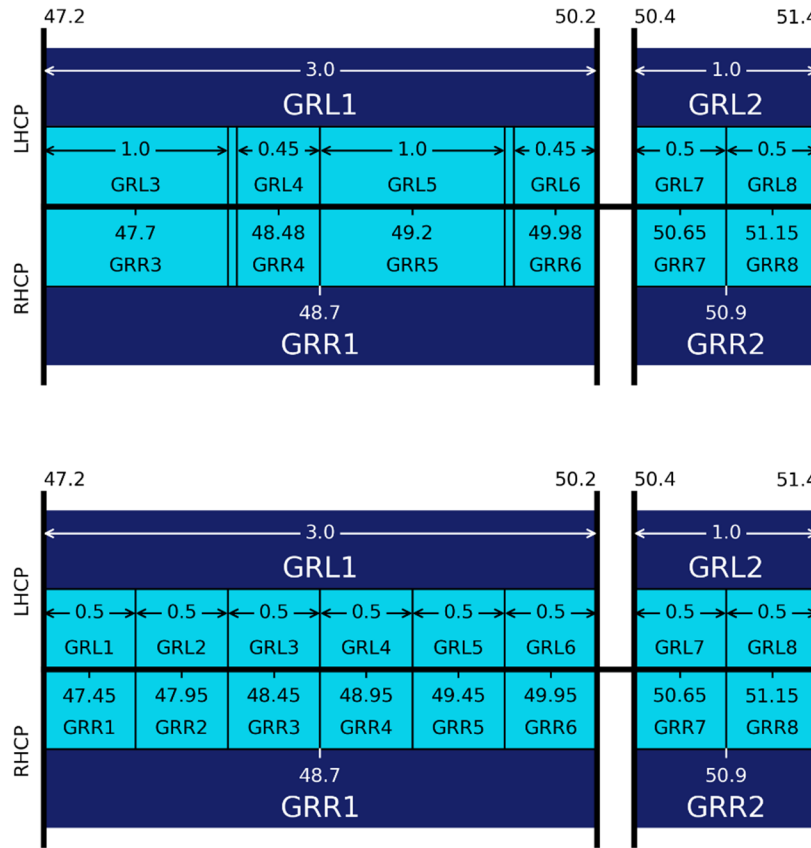 47.2 50.2 50.4 51.4
3.0 1.0
GRL1 GRL2
LHCP
1.0 0.45 1.0 0.45 0.5 0.5
GRL3 GRL4 GRL5 GRL6 GRL7 GRL8
47.7 48.48 49.2 49.98 50.65 51.15
GRR3 GRR4 GRR5 GRR6 GRR7 GRR8
RHCP
48.7 50.9
GRR1 GRR2
47.2 50.2 50.4 51.4
3.0 1.0
GRL1 GRL2
LHCP
0.5 0.5 0.5 0.5 0.5 0.5 0.5 0.5
GRL1 GRL2 GRL3 GRL4 GRL5 GRL6 GRL7 GRL8
47.45 47.95 48.45 48.95 49.45 49.95 50.65 51.15
GRR1 GRR2 GRR3 GRR4 GRR5 GRR6 GRR7 GRR8
RHCP
48.7 50.9
GRR1 GRR2